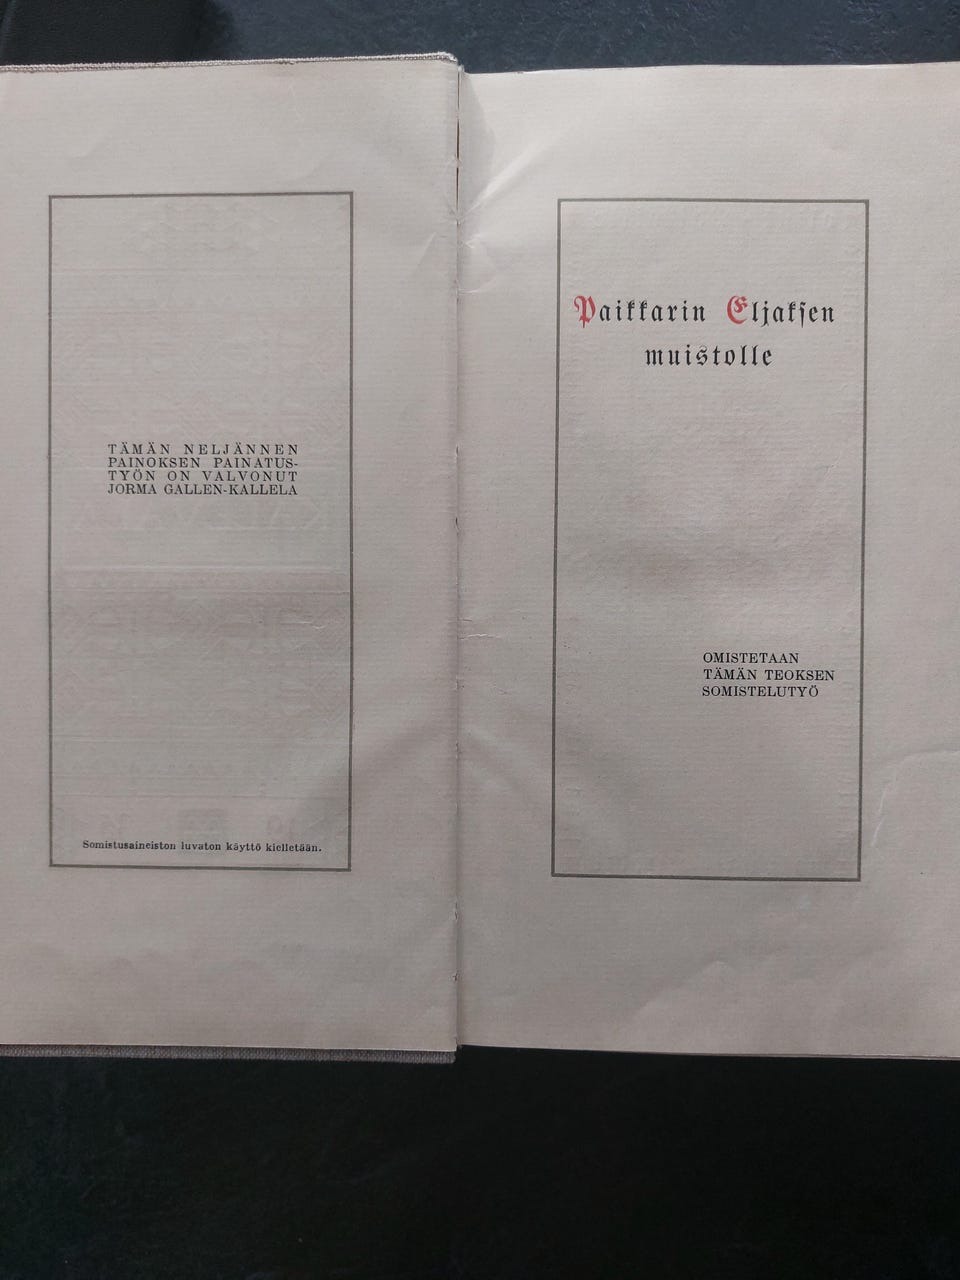 TÄMÄN NELJÄNNEN
PAINOKSEN PAINATUS-
TYÖN ON VALVONUT
JORMA GALLEN-KALLELA
Somistusaineiston luvaton käyttö kielletään.
Paikkarin Eljakſen
muistolle
OMISTETAAN
TÄMÄN TEOKSEN
SOMISTELUTYÖ